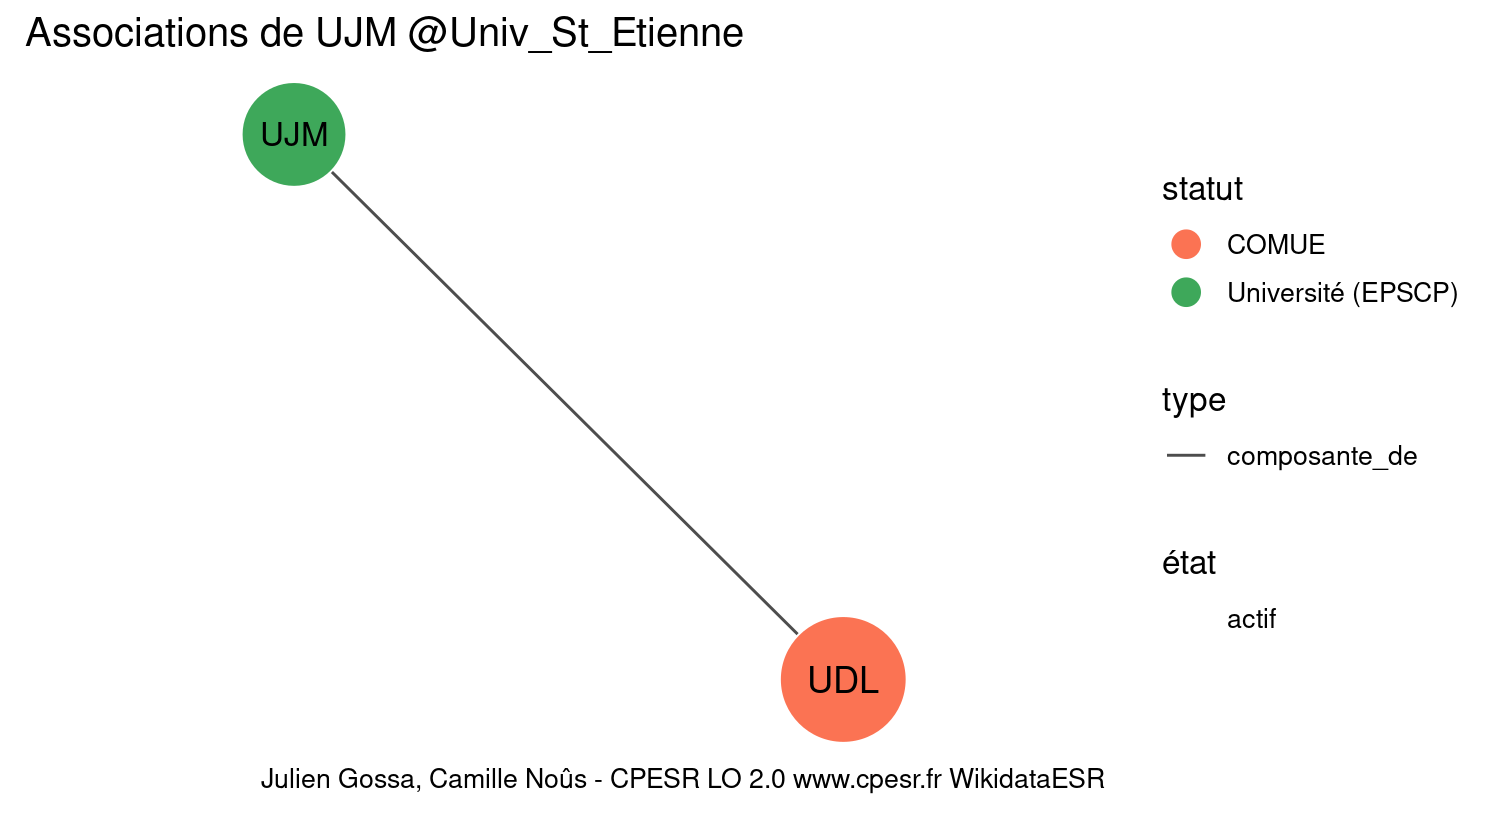 Associations de UJM @Univ_St_Etienne
UJM
statut
COMUE
Université (EPSCP)
type
composante_de
état
actif
UDL
Julien Gossa, Camille Noûs - CPESR LO 2.0 www.cpesr.fr WikidataESR